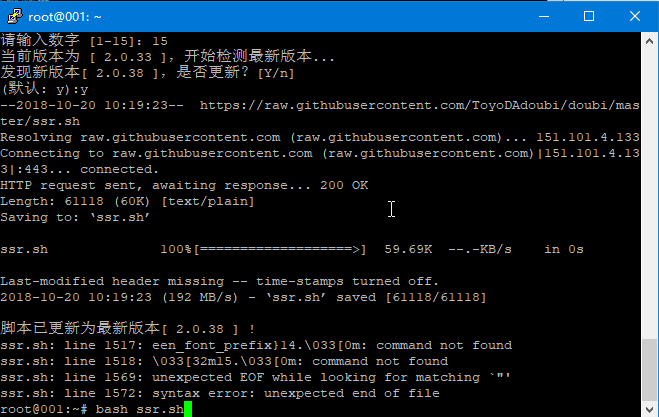 root@001: ~
请输入数字 [1-15]: 15
当前版本为 [ 2.0.33 ]，开始检测最新版本...
发现新版本[ 2.0.38 ]，是否更新？[Y/n]
(默认: y):y
--2018-10-20 10:19:23--  https://raw.githubusercontent.com/ToyoDAdoubi/doubi/mas
ter/ssr.sh
Resolving raw.githubusercontent.com (raw.githubusercontent.com)... 151.101.4.133
Connecting to raw.githubusercontent.com (raw.githubusercontent.com)|151.101.4.13
3|:443... connected.
HTTP request sent, awaiting response... 200 OK
Length: 61118 (60K) [text/plain]
Saving to: ‘ssr.sh’
ssr.sh              100%[===================>]  59.69K  --.-KB/s    in 0s
Last-modified header missing -- time-stamps turned off.
2018-10-20 10:19:23 (192 MB/s) - ‘ssr.sh’ saved [61118/61118]
脚本已更新为最新版本[ 2.0.38 ] !
ssr.sh: line 1517: een_font_prefix}14.\033[0m: command not found
ssr.sh: line 1518: \033[32m15.\033[0m: command not found
ssr.sh: line 1569: unexpected EOF while looking for matching `"'
ssr.sh: line 1572: syntax error: unexpected end of file
root@001:~# bash ssr.sh